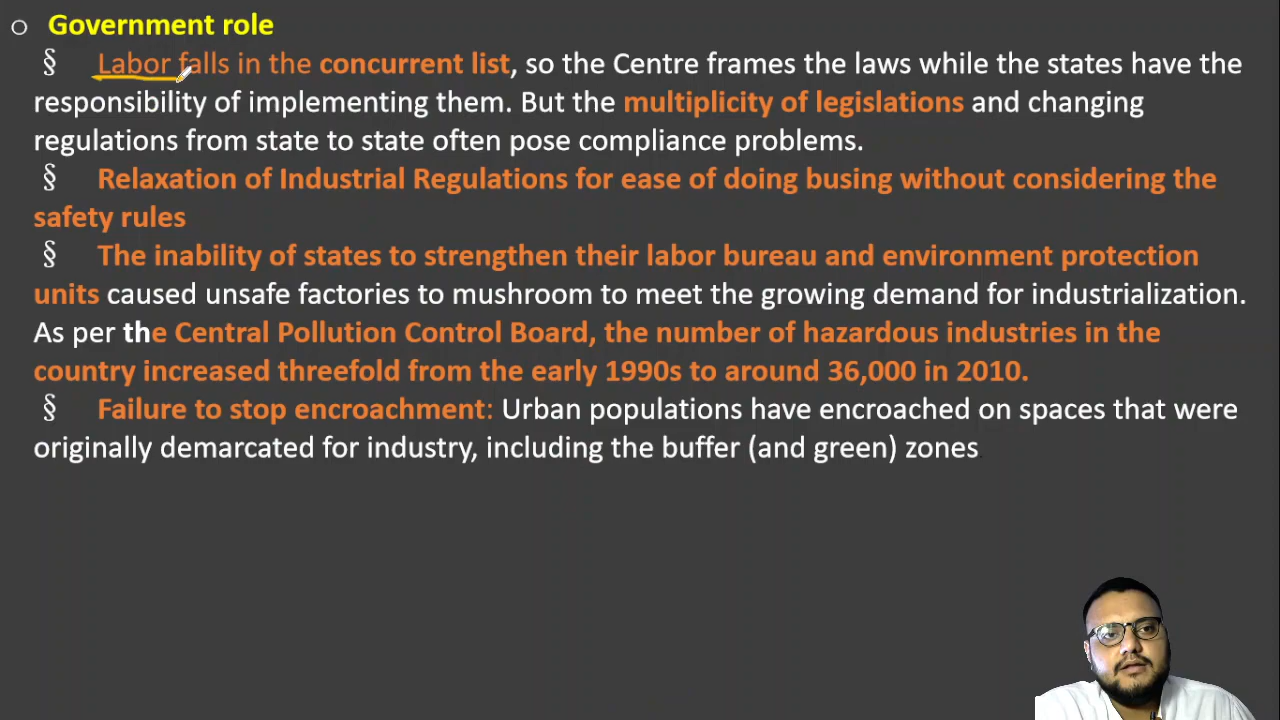 o Government role
§ Labor falls in the concurrent list, so the Centre frames the laws while the states have the
responsibility of implementing them. But the multiplicity of legislations and changing
regulations from state to state often pose compliance problems.
§ Relaxation of Industrial Regulations for ease of doing busing without considering the
safety rules
§ The inability of states to strengthen their labor bureau and environment protection
units caused unsafe factories to mushroom to meet the growing demand for industrialization.
As per the Central Pollution Control Board, the number of hazardous industries in the
country increased threefold from the early 1990s to around 36,000 in 2010.
§ Failure to stop encroachment: Urban populations have encroached on spaces that were
originally demarcated for industry, including the buffer (and green) zones.